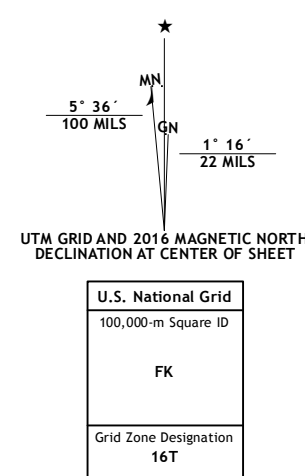 MN
GN
5° 36´
100 MILS
1° 16´
22 MILS
UTM GRID AND 2016 MAGNETIC NORTH
DECLINATION AT CENTER OF SHEET
U.S. National Grid
100,000-m Square ID
FK
Grid Zone Designation
16T